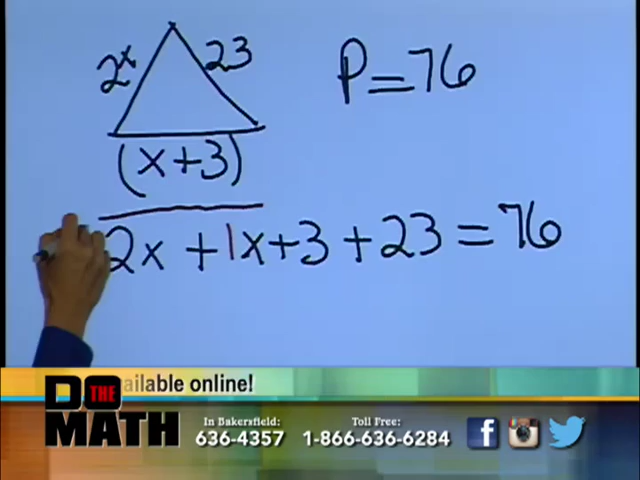 2x 23 P=76
(x+3)
2x +1x+3 +23 =76
ailable online!
DO THE MATH
In Bakersfield: 636-4357
Toll Free: 1-866-636-6284
f